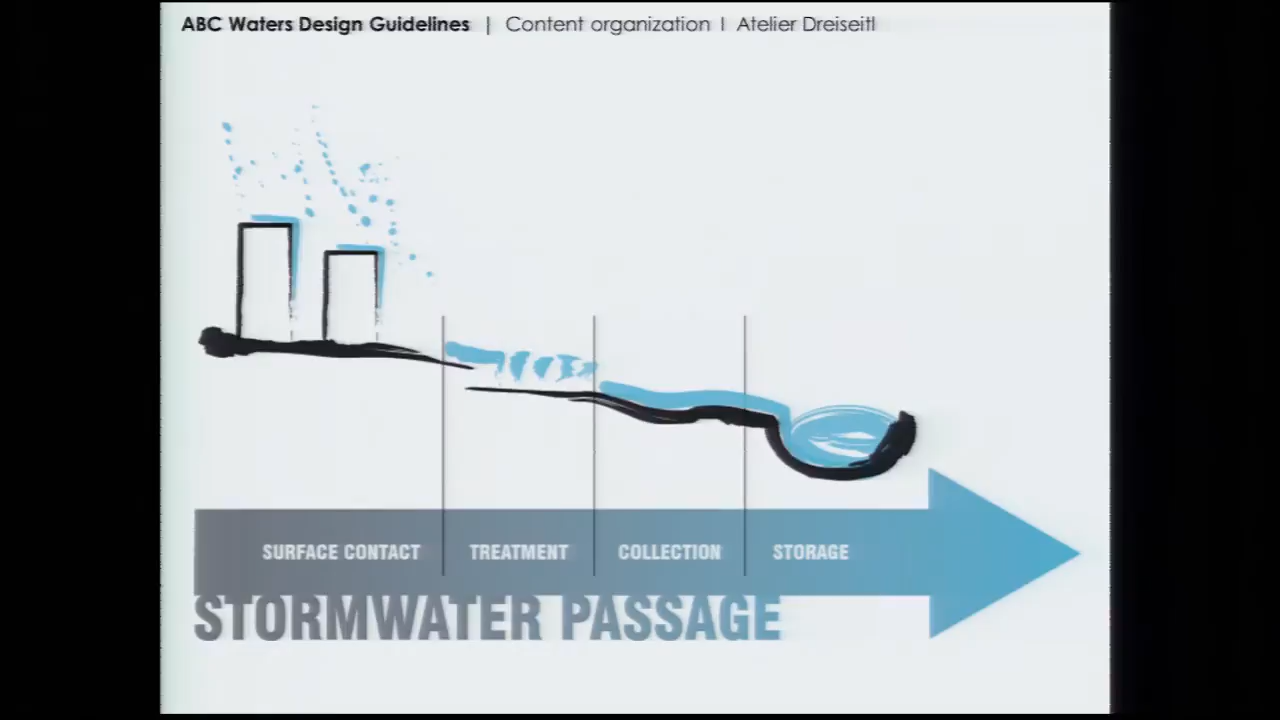 ABC Waters Design Guidelines | Content organization I Atelier Dreiseitl
SURFACE CONTACT TREATMENT COLLECTION STORAGE
STORMWATER PASSAGE